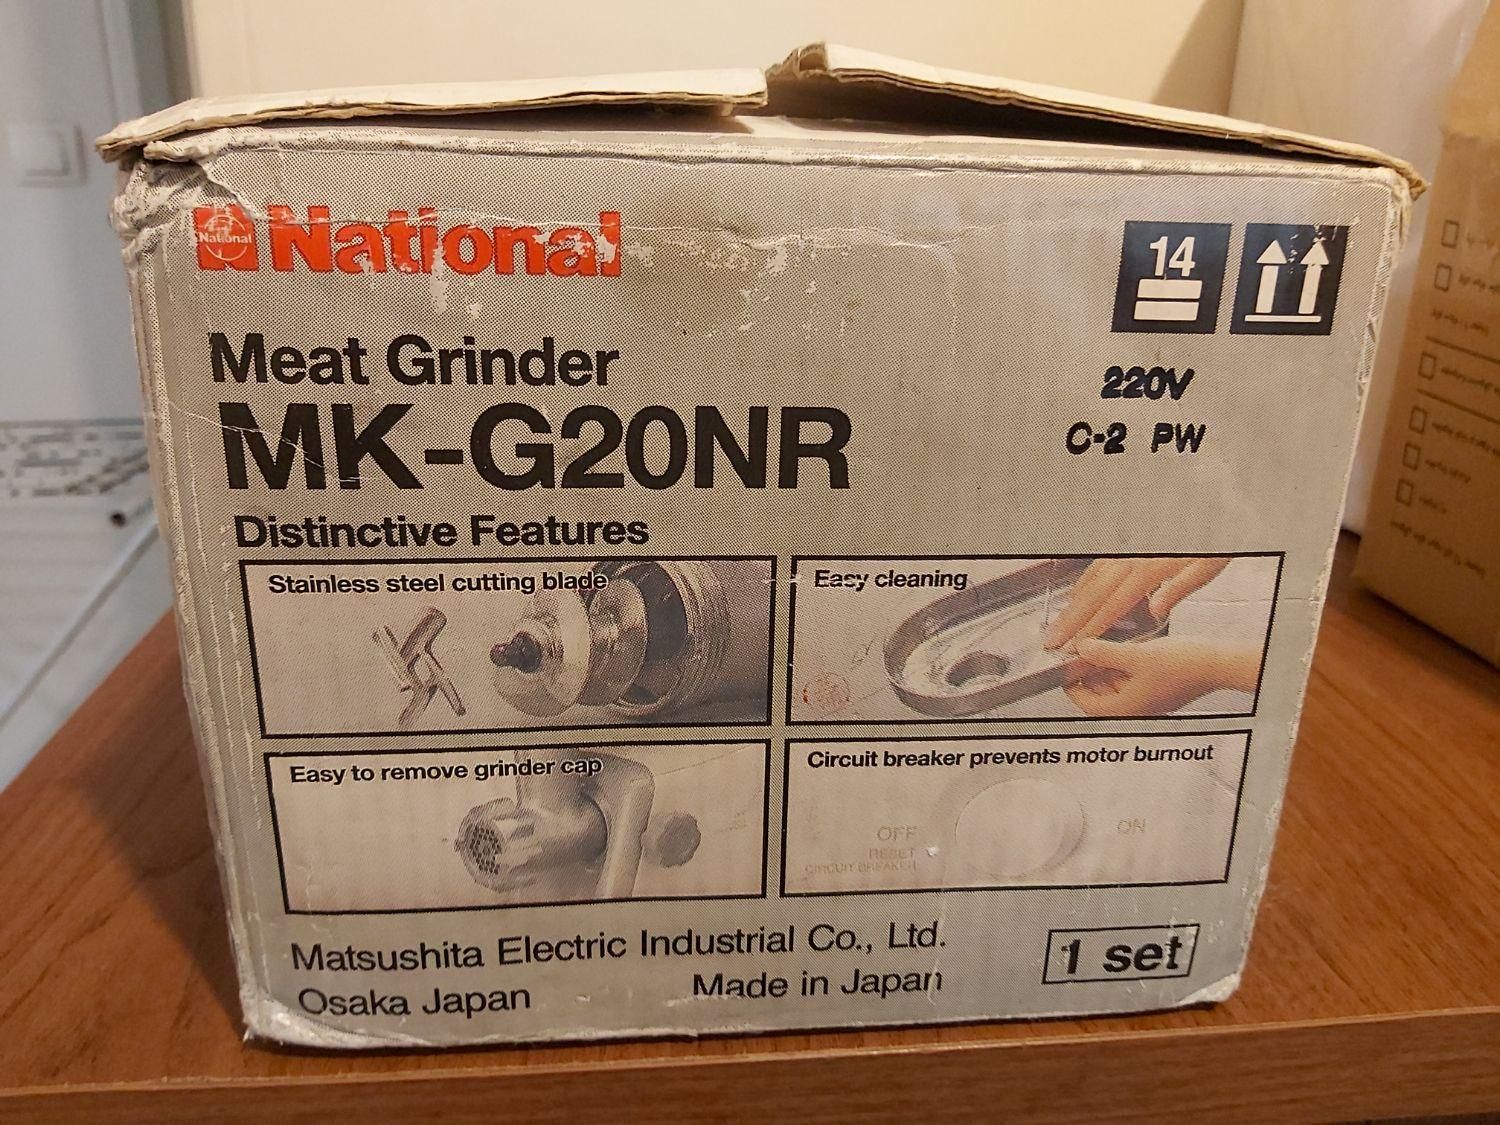 National
National
14
Meat Grinder
220V
MK-G20NR
C-2 PW
Distinctive Features
Stainless steel cutting blade
Easy cleaning
Easy to remove grinder cap
Circuit breaker prevents motor burnout
OFF
ON
RESET
CIRCUIT BREAKER
Matsushita Electric Industrial Co., Ltd.
Osaka Japan
Made in Japan
1 set